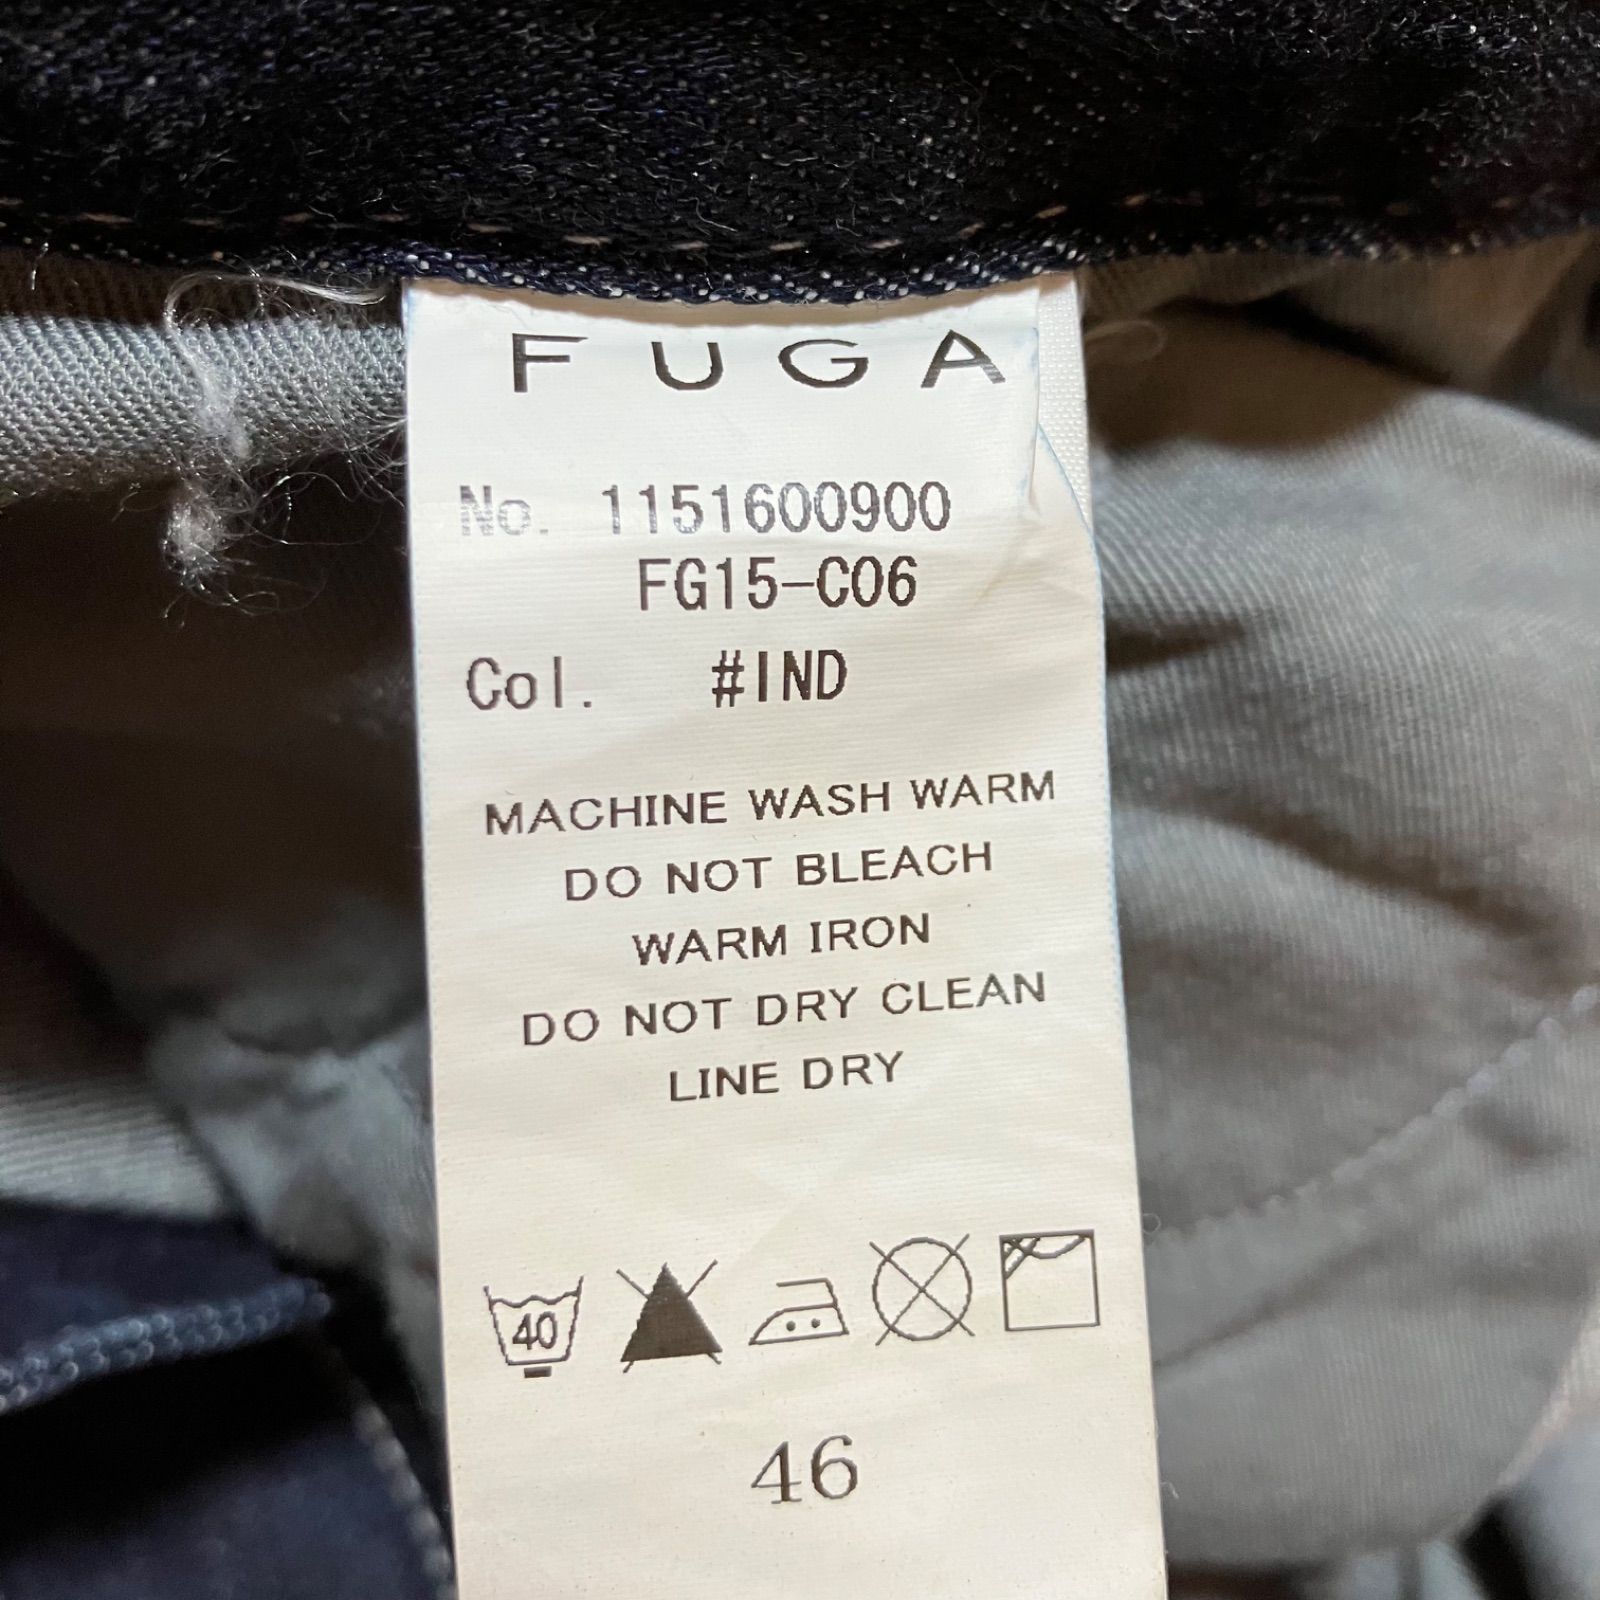 FUGA
No. 1151600900
FG15-C06
Col. #IND
MACHINE WASH WARM
DO NOT BLEACH
WARM IRON
DO NOT DRY CLEAN
LINE DRY
40
46